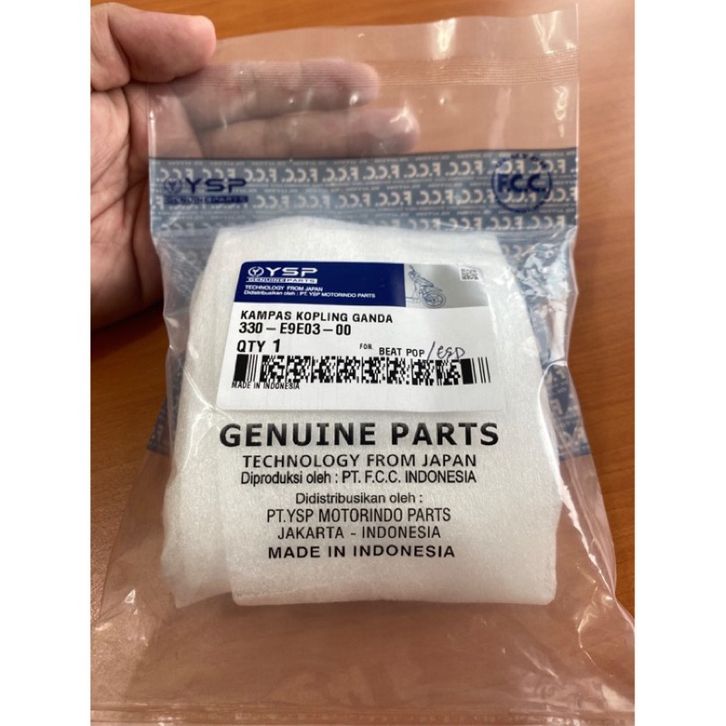 YSP
GENUINEPARTS
F.C.C.
YSP
GENUINEPARTS
TECHNOLOGY FROM JAPAN
Didistribusikan oleh : PT. YSP MOTORINDO PARTS
KAMPAS KOPLING GANDA
330-E9E03-00
QTY 1 FOR. BEAT POP /ESP
MADE IN INDONESIA
GENUINE PARTS
TECHNOLOGY FROM JAPAN
Diproduksi oleh : PT. F.C.C. INDONESIA
Didistribusikan oleh :
PT.YSP MOTORINDO PARTS
JAKARTA - INDONESIA
MADE IN INDONESIA